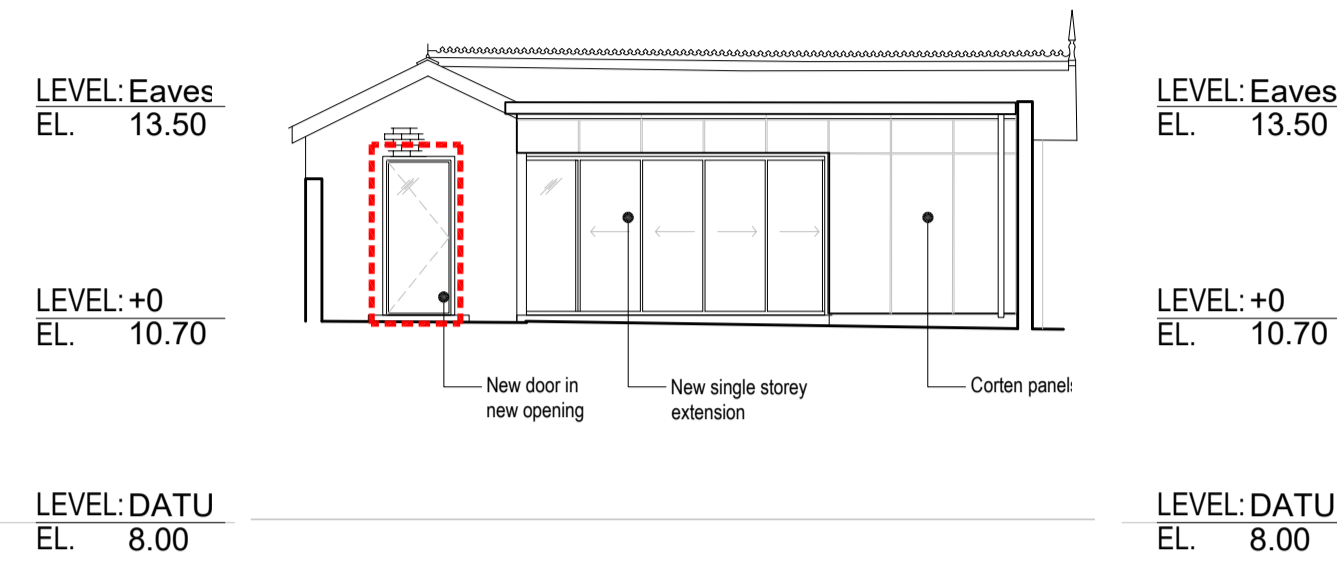 LEVEL: Eaves
EL. 13.50
LEVEL: Eaves
EL. 13.50
LEVEL: +0
EL. 10.70
LEVEL: +0
EL. 10.70
New door in
new opening
New single storey
extension
Corten panels
LEVEL: DATU
EL. 8.00
LEVEL: DATU
EL. 8.00